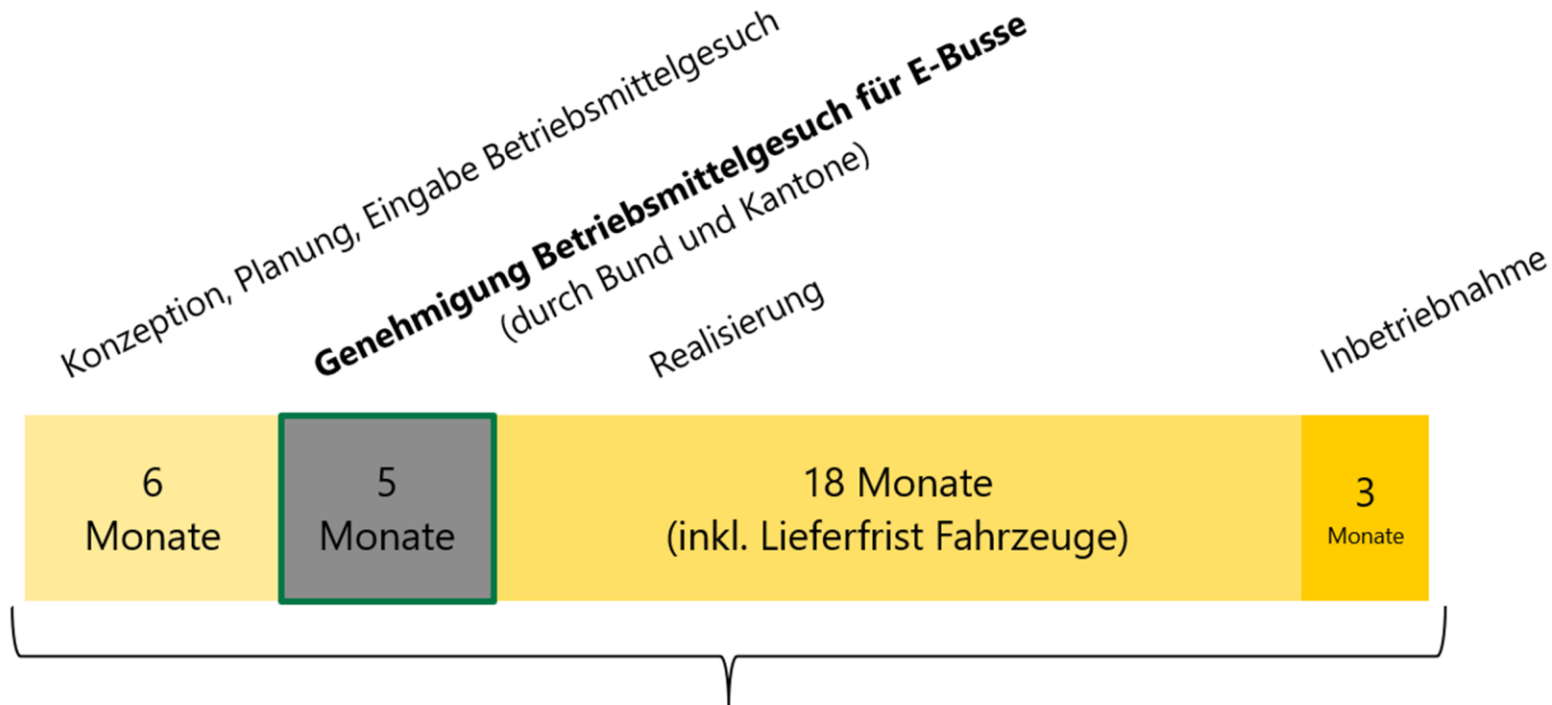 Konzeption, Planung, Eingabe Betriebsmittelgesuch
Genehmigung Betriebsmittelgesuch für E-Busse
(durch Bund und Kantone)
Realisierung
Inbetriebnahme
6
Monate
5
Monate
18 Monate
(inkl. Lieferfrist Fahrzeuge)
3
Monate